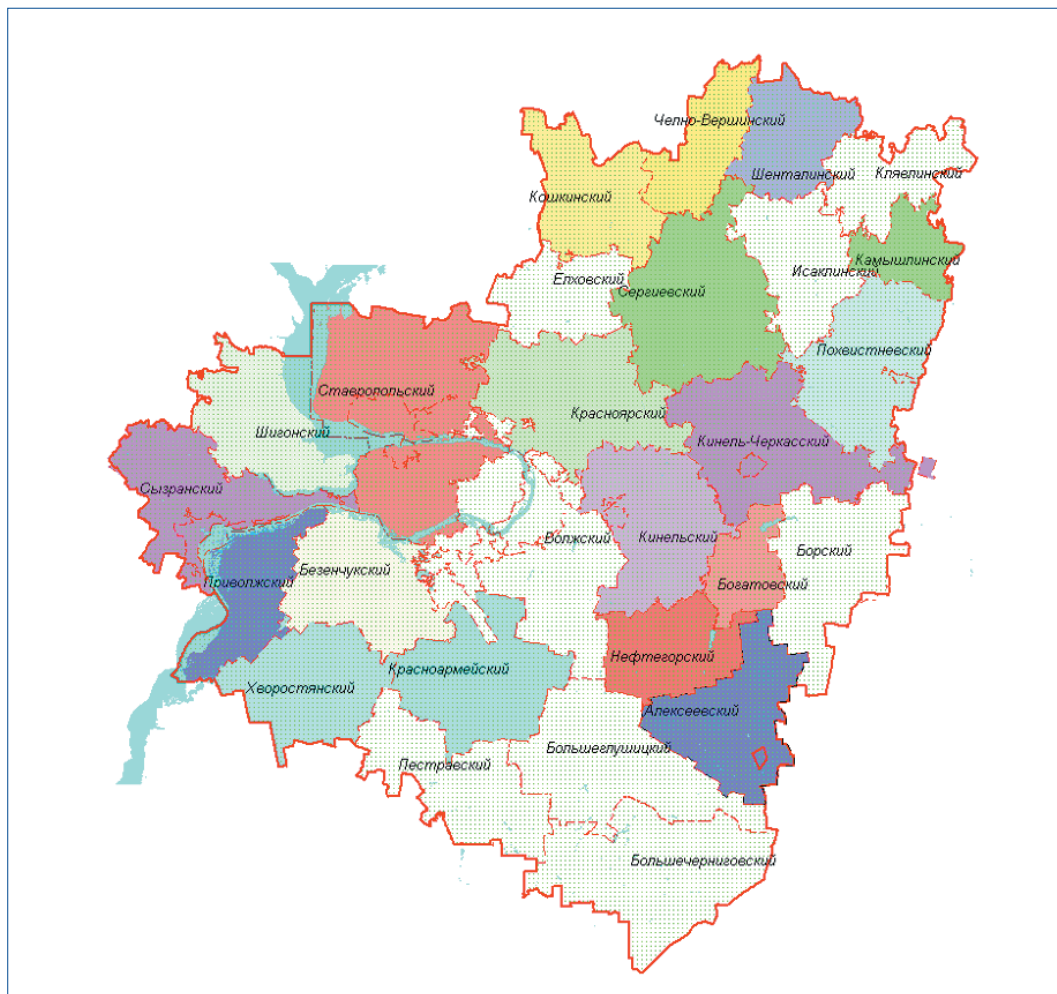 Челно-Вершинский
Шенталинский
Клявлинский
Кошкинский
Камышлинский
Исаклинский
Елховский
Сергиевский
Похвистневский
Ставропольский
Красноярский
Шигонский
Кинель-Черкасский
Сызранский
Волжский
Кинельский
Борский
Безенчукский
Приволжский
Богатовский
Нефтегорский
Красноармейский
Хворостянский
Алексеевский
Большеглушицкий
Пестравский
Большечерниговский